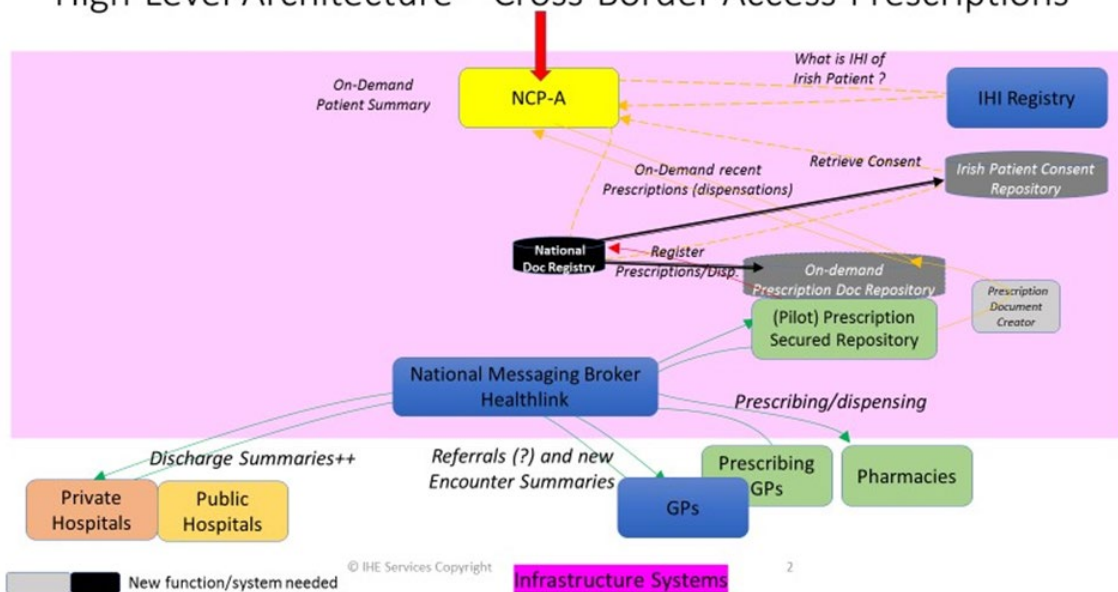 High-Level Architecture – Cross-Border Access Prescriptions
What is IHI of
Irish Patient ?
On-Demand
Patient Summary
NCP-A
IHI Registry
Retrieve Consent
Irish Patient Consent
Repository
On-Demand recent
Prescriptions (dispensations)
National
Doc Registry
Register
Prescriptions/Disp.
On-demand
Prescription Doc Repository
Prescription
Document
Creator
(Pilot) Prescription
Secured Repository
National Messaging Broker
Healthlink
Prescribing/dispensing
Discharge Summaries++
Referrals (?) and new
Encounter Summaries
Prescribing
GPs
Pharmacies
Private
Hospitals
Public
Hospitals
GPs
© IHE Services Copyright
2
New function/system needed
Infrastructure Systems